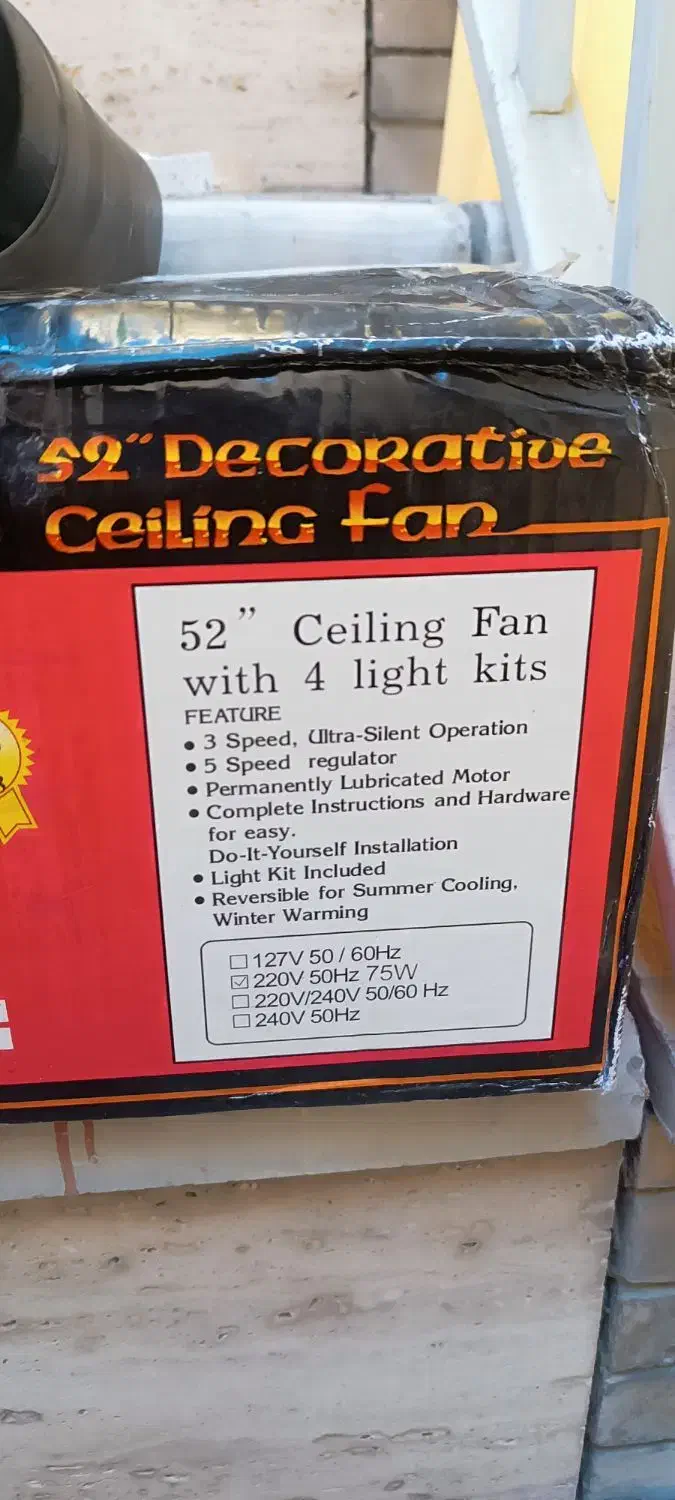 52" Decorative
Ceiling Fan
52" Ceiling Fan
with 4 light kits
FEATURE
• 3 Speed, Ultra-Silent Operation
• 5 Speed regulator
• Permanently Lubricated Motor
• Complete Instructions and Hardware
for easy.
Do-It-Yourself Installation
• Light Kit Included
• Reversible for Summer Cooling,
Winter Warming
☐ 127V 50 / 60Hz
☑ 220V 50Hz 75W
☐ 220V/240V 50/60 Hz
☐ 240V 50Hz